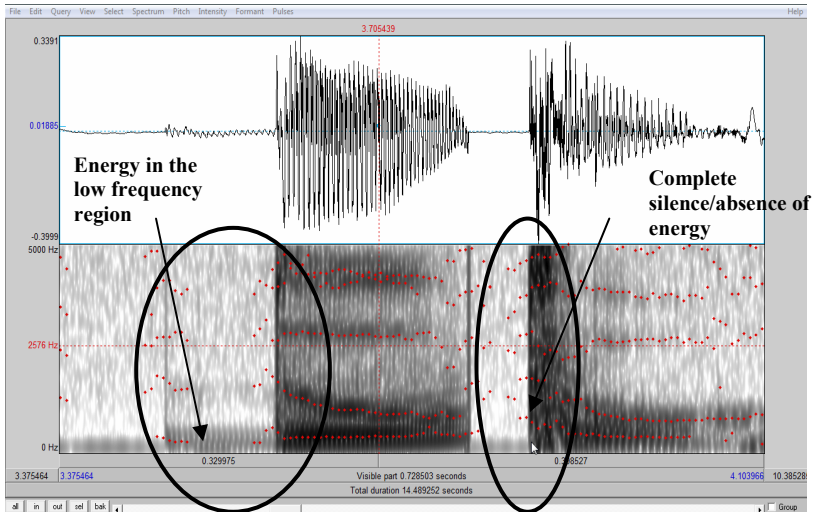 File Edit Query View Select Spectrum Pitch Intensity Formant Pulses Help
3.705439
0.3391
0.01885
Energy in the
low frequency
region
Complete
silence/absence of
energy
-0.3999
5000 Hz
2576 Hz
0 Hz
0.329975
3.375464 3.375464 Visible part 0.728503 seconds 4.103966
Total duration 14.489252 seconds
all in out sel bak Group